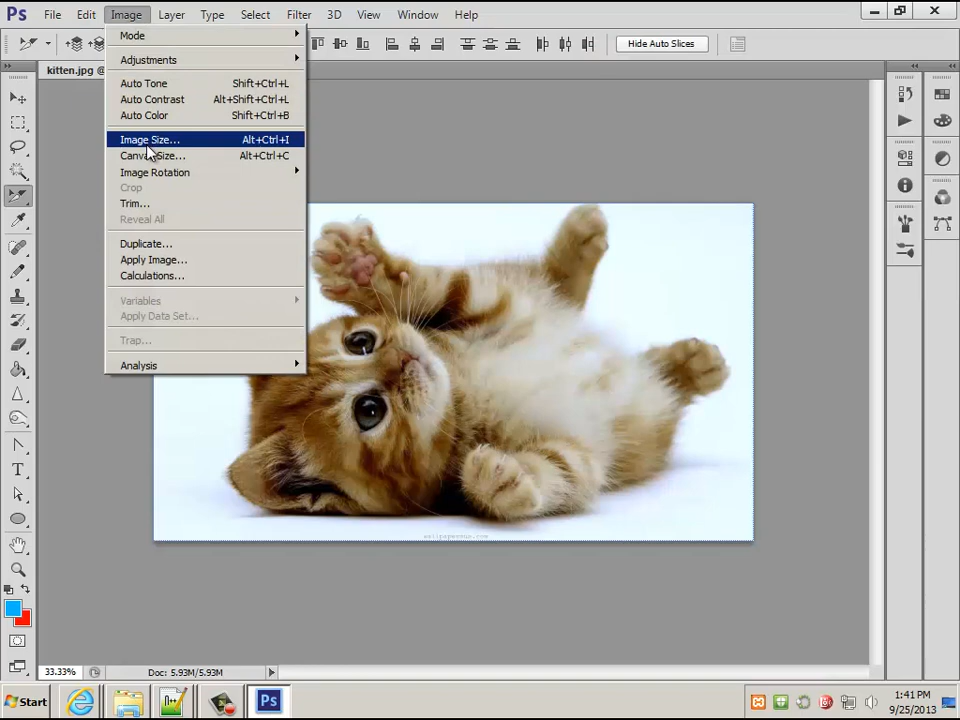 Ps File Edit Image Layer Type Select Filter 3D View Window Help
Hide Auto Slices
kitten.jpg @
Mode
Adjustments
Auto Tone Shift+Ctrl+L
Auto Contrast Alt+Shift+Ctrl+L
Auto Color Shift+Ctrl+B
Image Size... Alt+Ctrl+I
Canvas Size... Alt+Ctrl+C
Image Rotation
Crop
Trim...
Reveal All
Duplicate...
Apply Image...
Calculations...
Variables
Apply Data Set...
Trap...
Analysis
T
33.33% Doc: 5.93M/5.93M
Start
n++
Ps
1:41 PM
9/25/2013